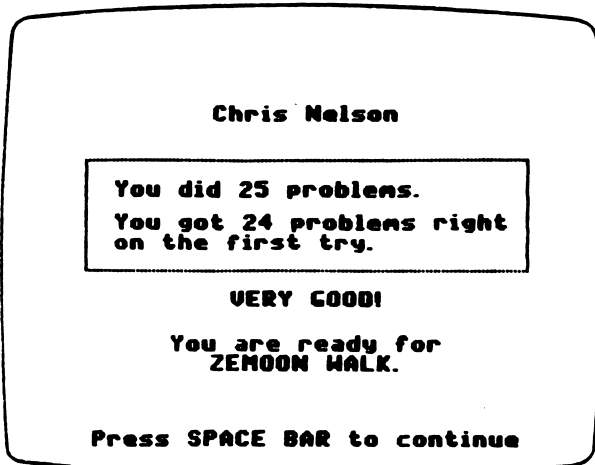 Chris Nelson
You did 25 problems.
You got 24 problems right
on the first try.
VERY GOOD!
You are ready for
ZEMOON WALK.
Press SPACE BAR to continue